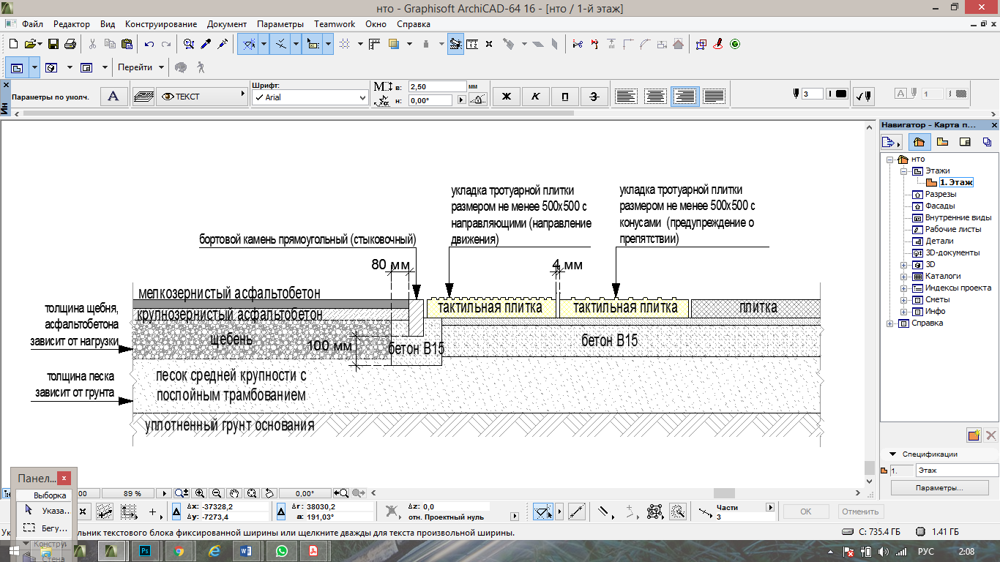 нто - Graphisoft ArchiCAD-64 16 - [нто / 1-й этаж]
Файл Редактор Вид Конструирование Документ Параметры Teamwork Окно Справка
Перейти
Параметры по умолч.
ТЕКСТ
Шрифт:
Arial
в: 2,50 мм
н: 0,00°
Ж К П З
3 1
Ин
Навигатор - Карта п...
нто
Этажи
1. Этаж
Разрезы
Фасады
Внутренние виды
Рабочие листы
Детали
3D-документы
3D
Каталоги
Индексы проекта
Сметы
Инфо
Справка
укладка тротуарной плитки
размером не менее 500х500 с
направляющими (направление
движения)
укладка тротуарной плитки
размером не менее 500х500 с
конусами (предупреждение о
препятствии)
бортовой камень прямоугольный (стыковочный)
80 мм
4 мм
мелкозернистый асфальтобетон
крупнозернистый асфальтобетон
тактильная плитка
тактильная плитка
плитка
толщина щебня,
асфальтобетона
зависит от нагрузки
щебень
100 мм
бетон В15
бетон В15
толщина песка
зависит от грунта
песок средней крупности с
послойным трамбованием
уплотненный грунт основания
Спецификации
1. Этаж
Параметры...
Панел...
Выборка
Указа...
Бегу...
Констру
Стена
00
89 %
0,00°
Δx: -37328,2
Δy: -7273,4
Δr: 38030,2
a: 191,03°
Δz: 0,0
отн. Проектный нуль
Части
3
ОК Отменить
Ук
льник текстового блока фиксированной ширины или щелкните дважды для текста произвольной ширины.
C: 735.4 ГБ
1.41 ГБ
РУС
2:08